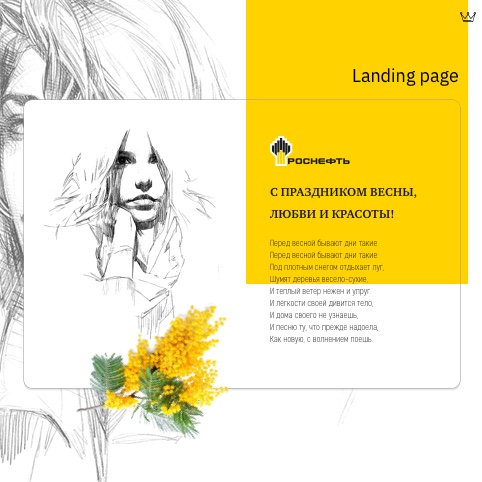 Landing page
РОСНЕФТЬ
С ПРАЗДНИКОМ ВЕСНЫ,
ЛЮБВИ И КРАСОТЫ!
Перед весной бывают дни такие
Перед весной бывают дни такие:
Под плотным снегом отдыхает луг,
Шумят деревья весело-сухие,
И теплый ветер нежен и упруг.
И лёгкости своей дивится тело,
И дома своего не узнаешь,
И песню ту, что прежде надоела,
Как новую, с волнением поешь.